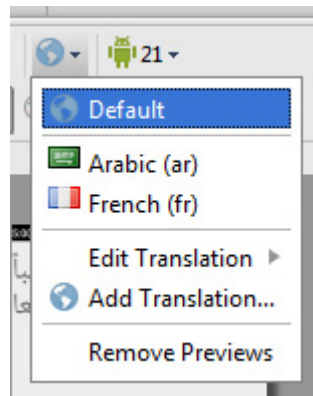 21
Default
Arabic (ar)
French (fr)
Edit Translation
Add Translation...
Remove Previews